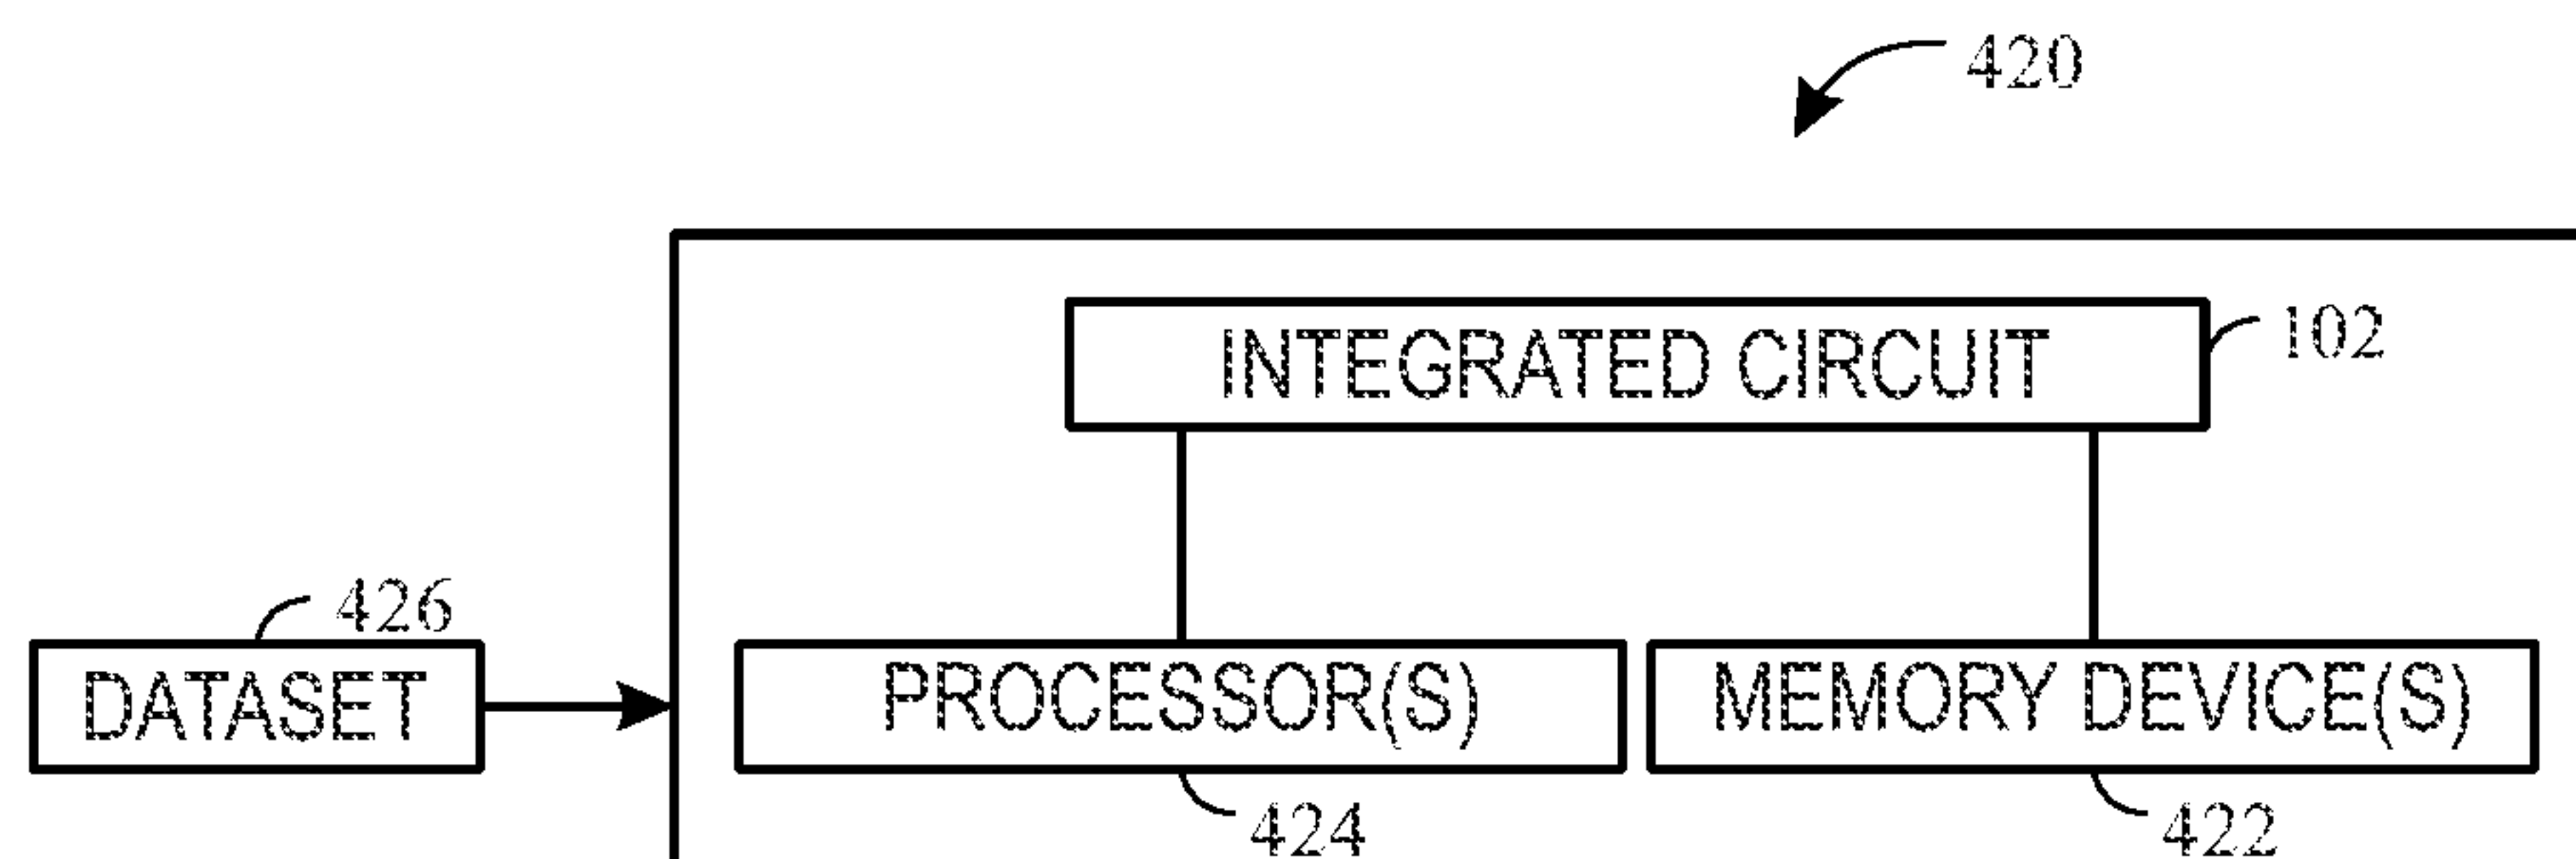 420
INTEGRATED CIRCUIT
102
426
DATASET
PROCESSOR(S)
MEMORY DEVICE(S)
424
422